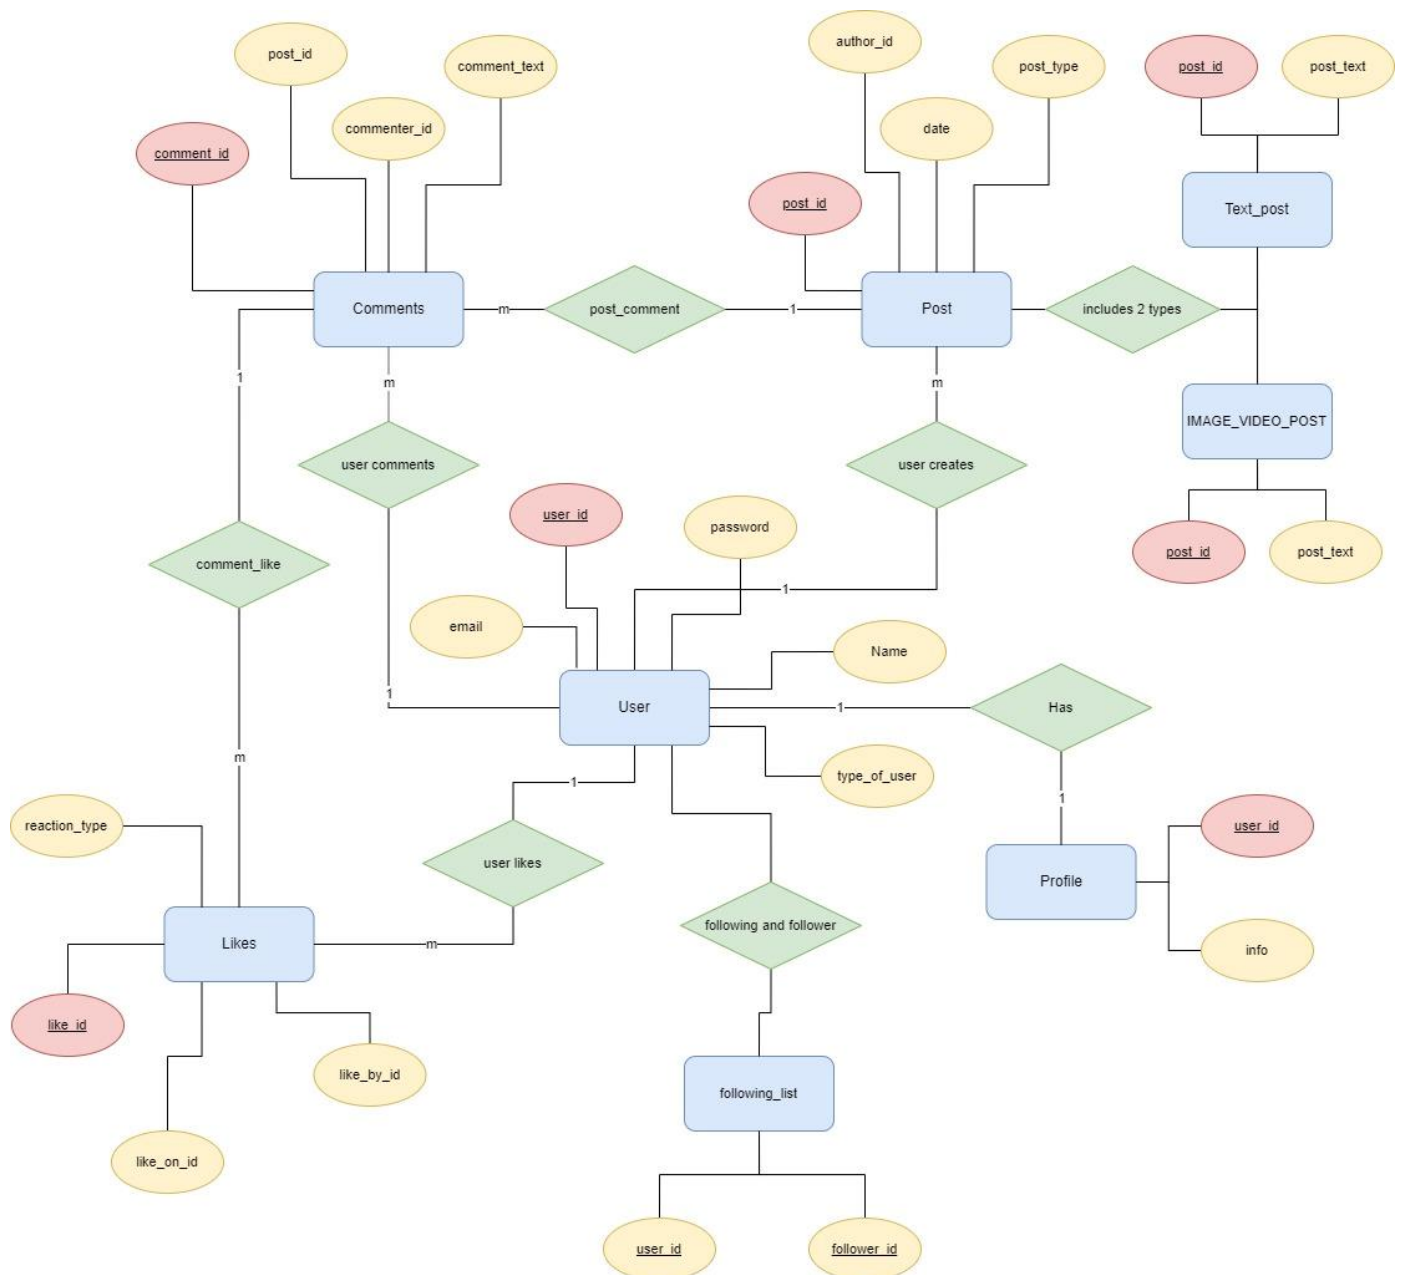 author_id
post_id
comment_text
post_type
post_id
post_text
commenter_id
date
comment_id
post_id
Text_post
Comments
m
post_comment
1
Post
includes 2 types
1
m
m
IMAGE_VIDEO_POST
user comments
user creates
user_id
password
post_id
post_text
comment_like
1
email
Name
1
User
1
Has
m
1
type_of_user
1
reaction_type
user_id
user likes
Profile
following and follower
Likes
m
info
like_id
like_by_id
following_list
like_on_id
user_id
follower_id